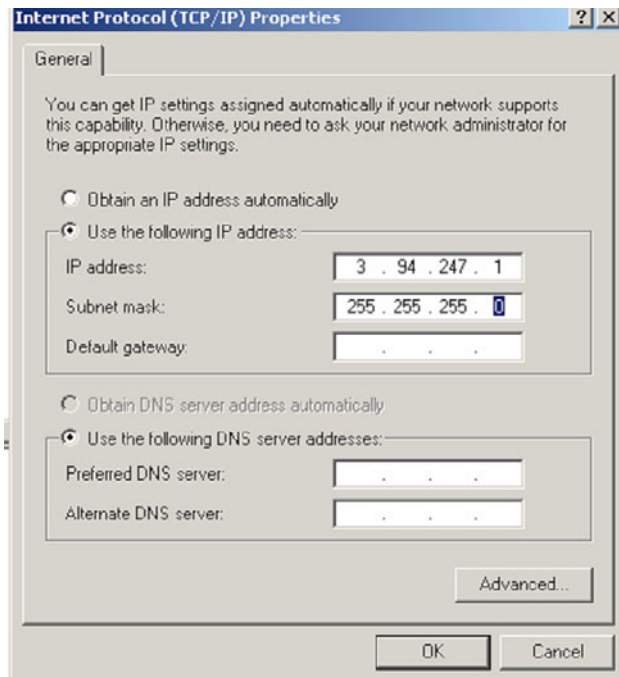 Internet Protocol (TCP/IP) Properties ? X
General
You can get IP settings assigned automatically if your network supports
this capability. Otherwise, you need to ask your network administrator for
the appropriate IP settings.
Obtain an IP address automatically
Use the following IP address:
IP address: 3 . 94 . 247 . 1
Subnet mask: 255 . 255 . 255 . 0
Default gateway: . . .
Obtain DNS server address automatically
Use the following DNS server addresses:
Preferred DNS server: . . .
Alternate DNS server: . . .
Advanced...
OK Cancel